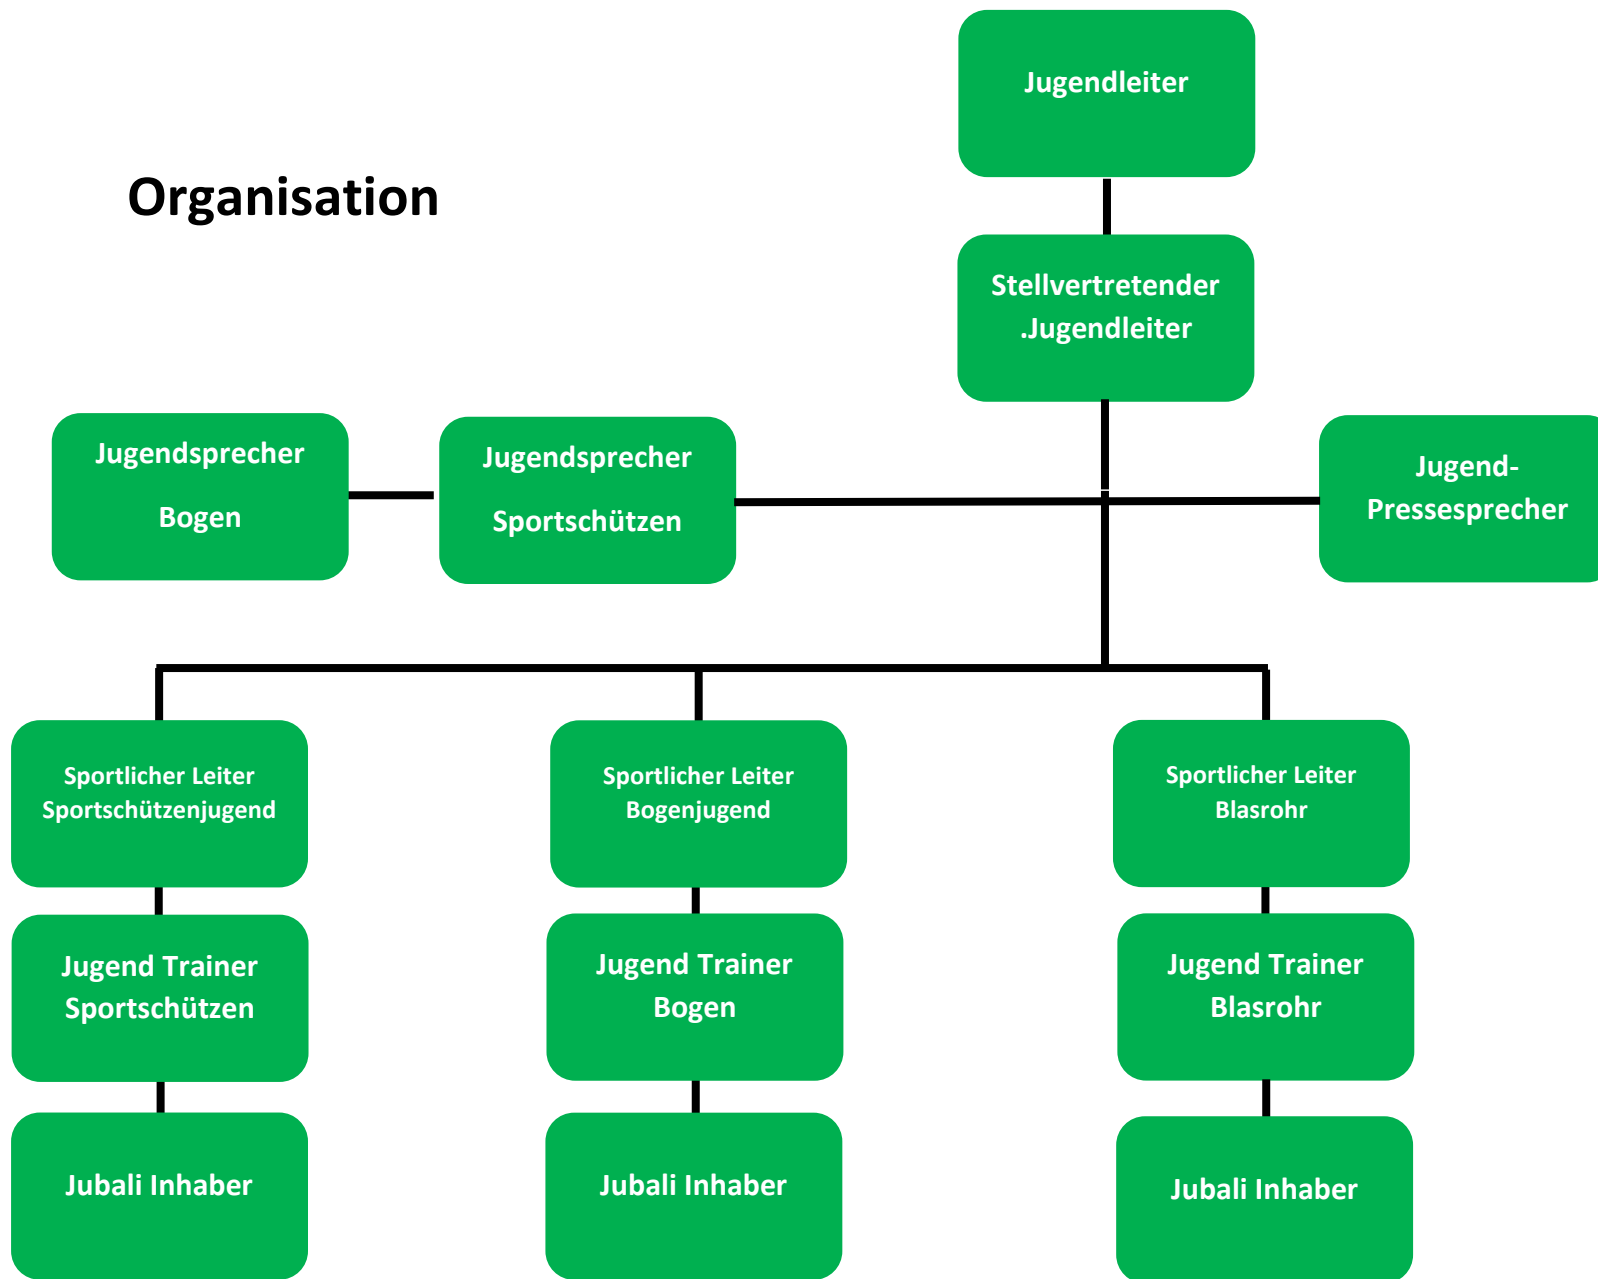 Jugendleiter
Organisation
Stellvertretender
.Jugendleiter
Jugendsprecher
Bogen
Jugendsprecher
Sportschützen
Jugend-
Pressesprecher
Sportlicher Leiter
Sportschützenjugend
Sportlicher Leiter
Bogenjugend
Sportlicher Leiter
Blasrohr
Jugend Trainer
Sportschützen
Jugend Trainer
Bogen
Jugend Trainer
Blasrohr
Jubali Inhaber
Jubali Inhaber
Jubali Inhaber